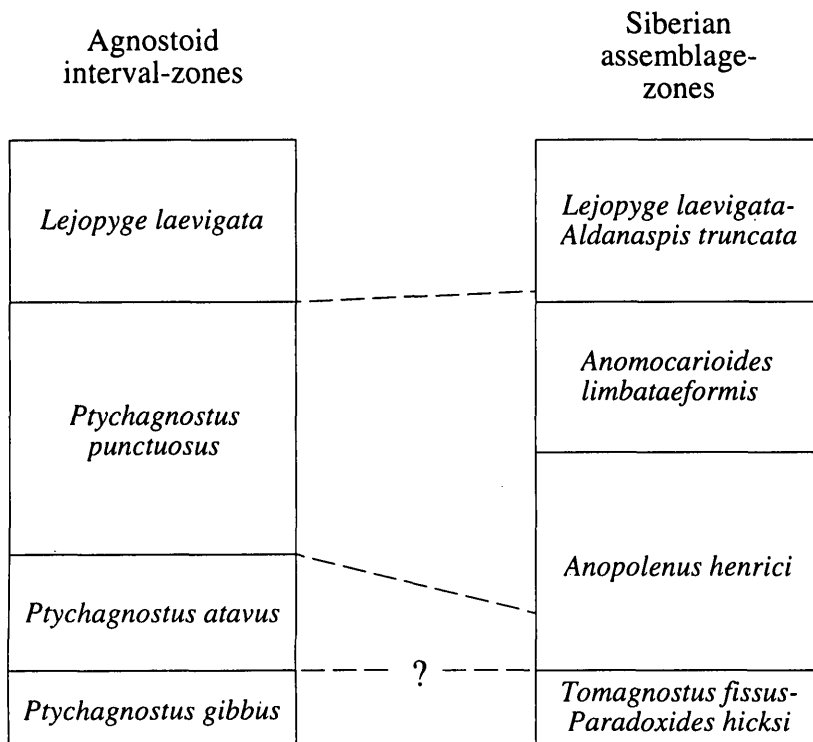 Agnostoid
interval-zones
Siberian
assemblage-
zones
Lejopyge laevigata
Ptychagnostus
punctuosus
Ptychagnostus atavus
Ptychagnostus gibbus
?
Lejopyge laevigata-
Aldanaspis truncata
Anomocarioides
limbataeformis
Anopolenus henrici
Tomagnostus fissus-
Paradoxides hicksi